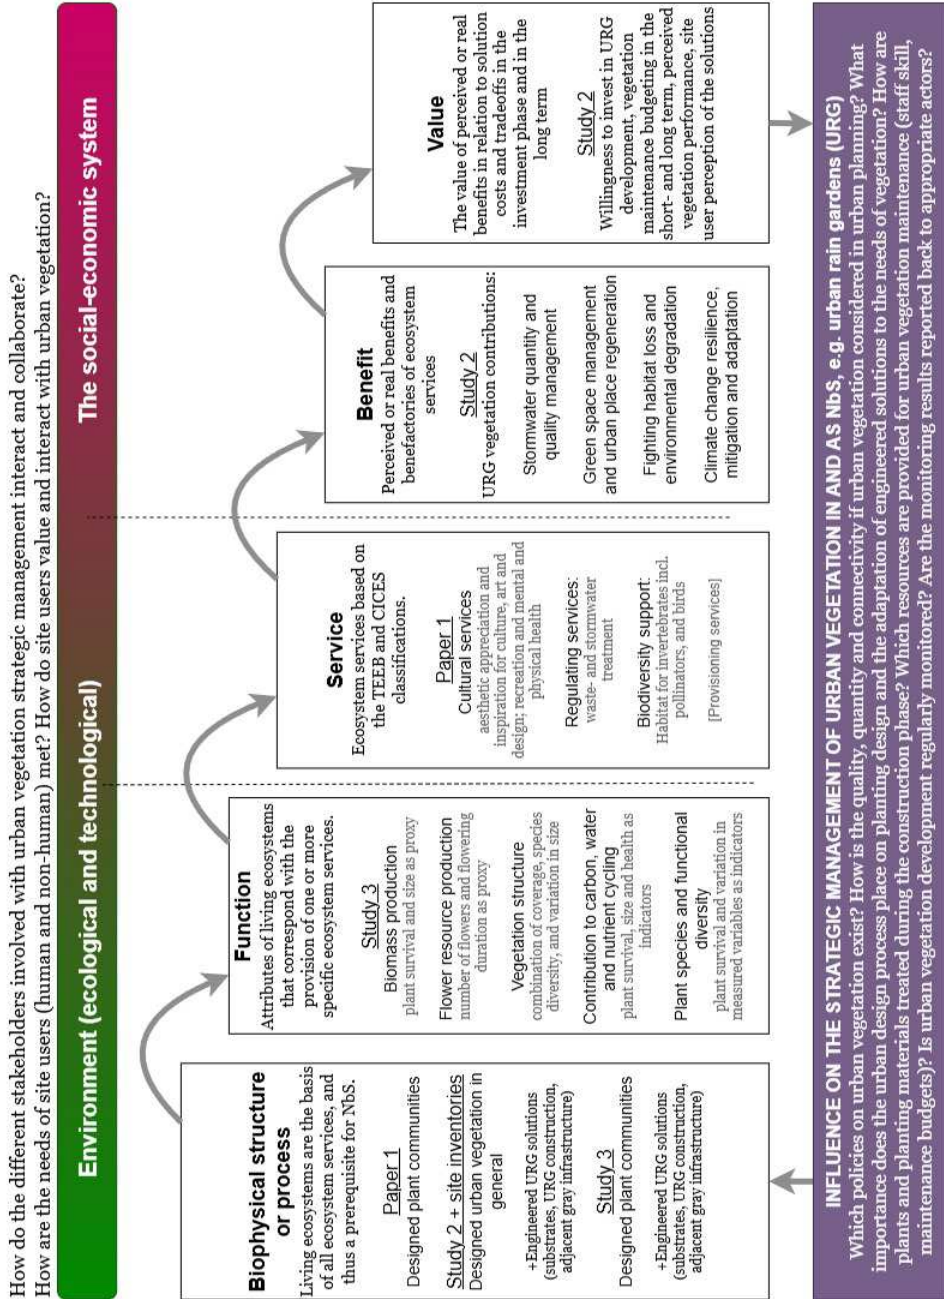 How do the different stakeholders involved with urban vegetation strategic management interact and collaborate?
How are the needs of site users (human and non-human) met? How do site users value and interact with urban vegetation?
Environment (ecological and technological)
The social-economic system
Biophysical structure
or process
Living ecosystems are the basis
of all ecosystem services, and
thus a prerequisite for NbS.
Paper 1
Designed plant communities
Study 2 + site inventories
Designed urban vegetation in
general
+Engineered URG solutions
(substrates, URG construction,
adjacent gray infrastructure)
Study 3
Designed plant communities
+Engineered URG solutions
(substrates, URG construction,
adjacent gray infrastructure)
Function
Attributes of living ecosystems
that correspond with the
provision of one or more
specific ecosystem services.
Study 3
Biomass production
plant survival and size as proxy
Flower resource production
number of flowers and flowering
duration as proxy
Vegetation structure
combination of coverage, species
diversity, and variation in size
Contribution to carbon, water
and nutrient cycling
plant survival, size and health as
indicators
Plant species and functional
diversity
plant survival and variation in
measured variables as indicators
Service
Ecosystem services based on
the TEEB and CICES
classifications.
Paper 1
Cultural services
aesthetic appreciation and
inspiration for culture, art and
design; recreation and mental and
physical health
Regulating services:
waste- and stormwater
treatment
Biodiversity support:
Habitat for invertebrates incl.
pollinators, and birds
[Provisioning services]
Benefit
Perceived or real benefits and
benefactories of ecosystem
services
Study 2
URG vegetation contributions:
Stormwater quantity and
quality management
Green space management
and urban place regeneration
Fighting habitat loss and
environmental degradation
Climate change resilience,
mitigation and adaptation
Value
The value of perceived or real
benefits in relation to solution
costs and tradeoffs in the
investment phase and in the
long term
Study 2
Willingness to invest in URG
development, vegetation
maintenance budgeting in the
short- and long term, perceived
vegetation performance, site
user perception of the solutions
INFLUENCE ON THE STRATEGIC MANAGEMENT OF URBAN VEGETATION IN AND AS NbS, e.g. urban rain gardens (URG)
Which policies on urban vegetation exist? How is the quality, quantity and connectivity if urban vegetation considered in urban planning? What
importance does the urban design process place on planting design and the adaptation of engineered solutions to the needs of vegetation? How are
plants and planting materials treated during the construction phase? Which resources are provided for urban vegetation maintenance (staff skill,
maintenance budgets)? Is urban vegetation development regularly monitored? Are the monitoring results reported back to appropriate actors?